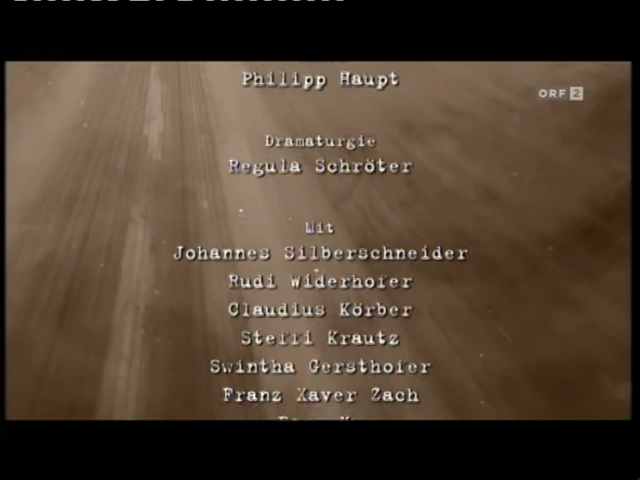 Philipp Haupt
ORF 2
Dramaturgie
Regula Schröter
Mit
Johannes Silberschneider
Rudi Widerhofer
Claudius Körber
Steffi Krautz
Swintha Gersthofer
Franz Xaver Zach